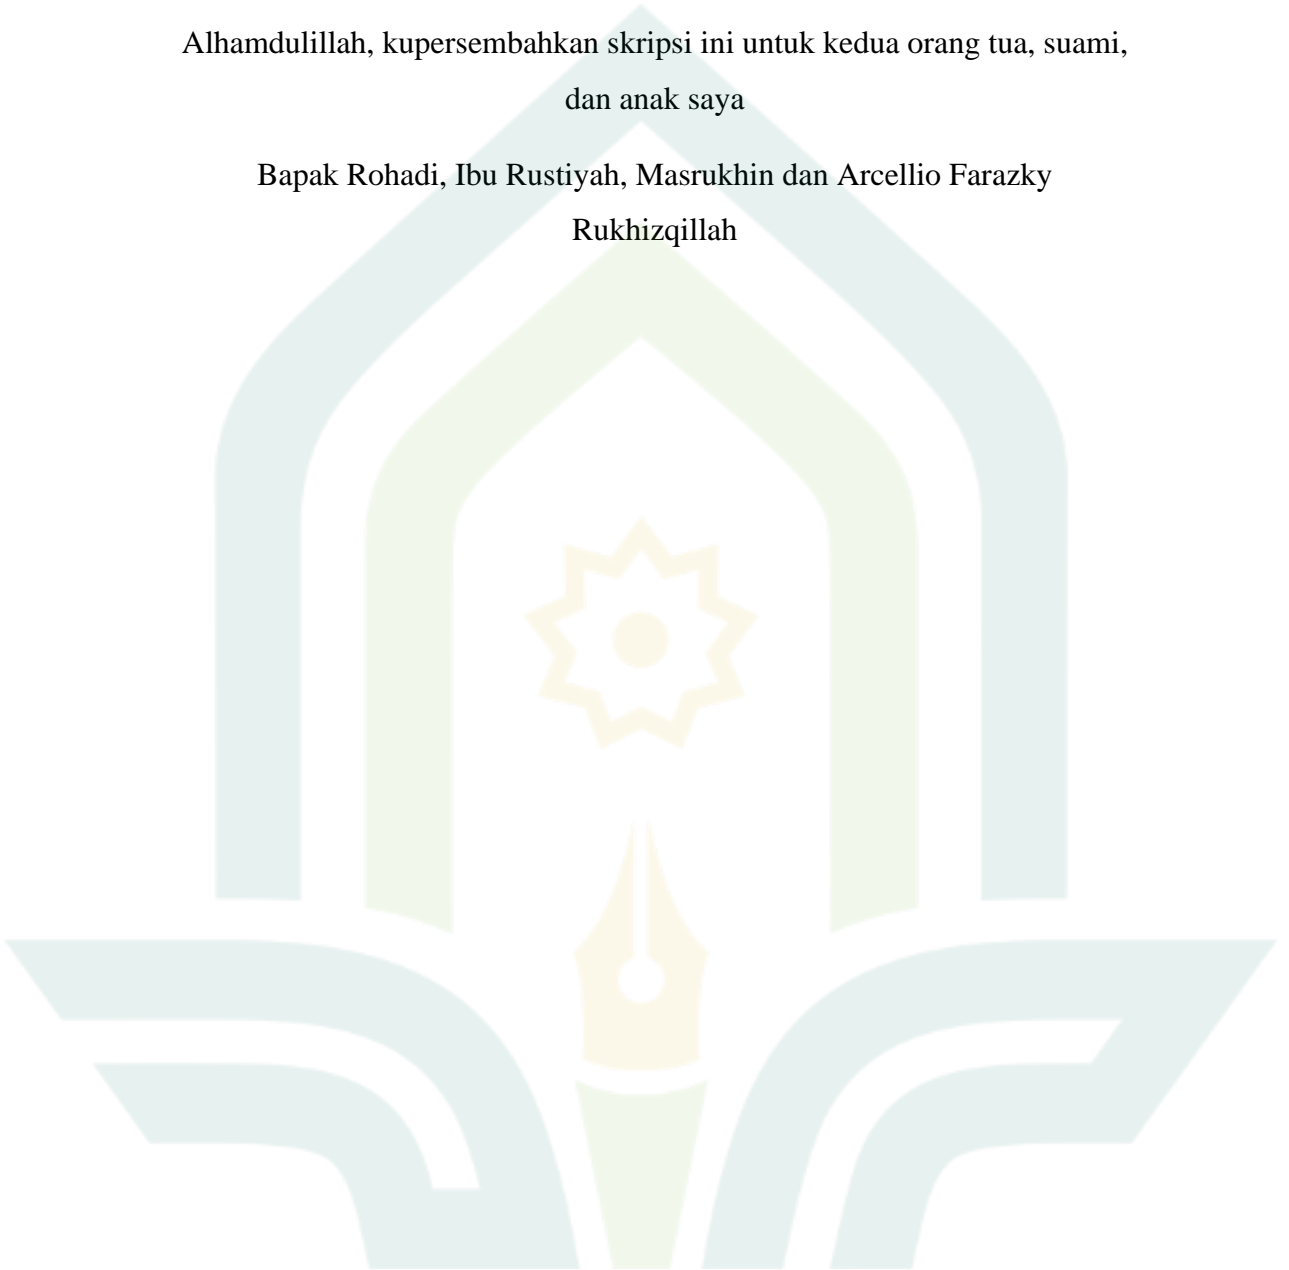 Alhamdulillah, kupersembahkan skripsi ini untuk kedua orang tua, suami,
dan anak saya
Bapak Rohadi, Ibu Rustiyah, Masrukhin dan Arcellio Farazky
Rukhizqillah